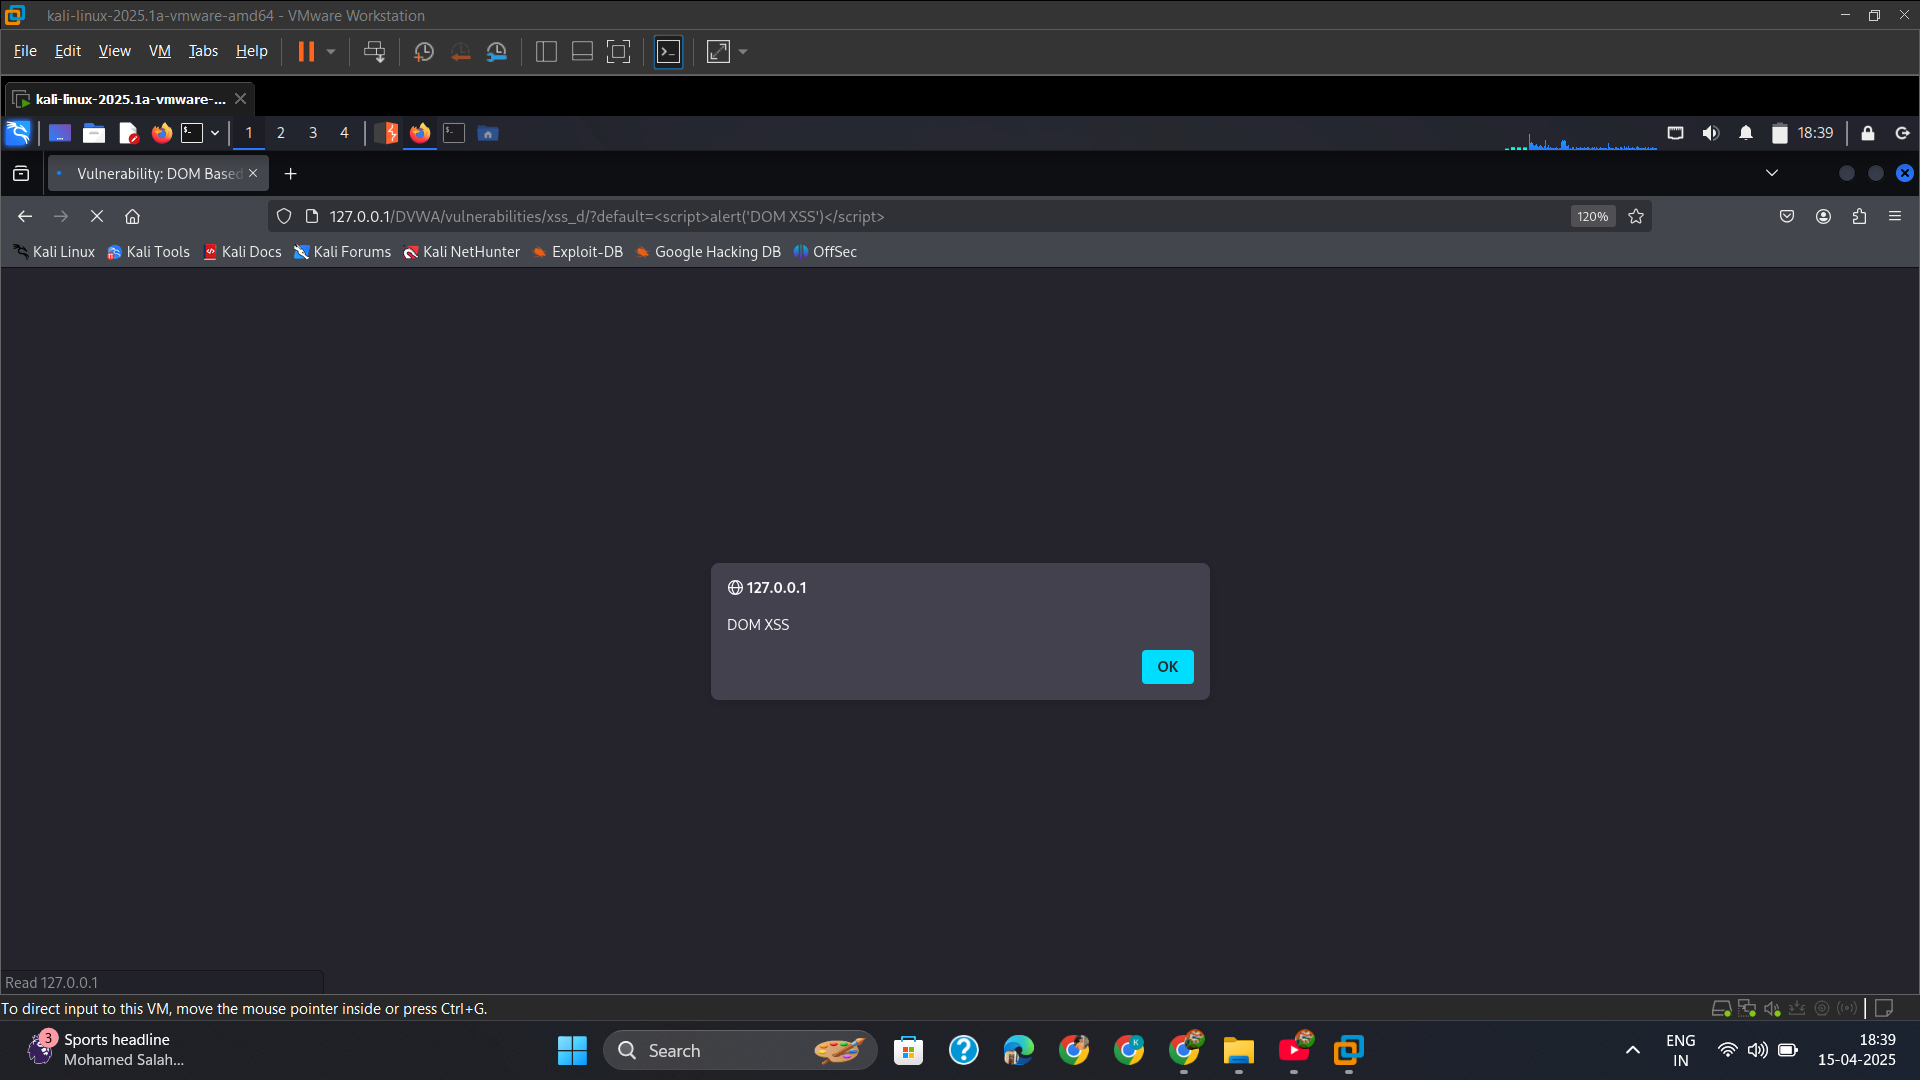 kali-linux-2025.1a-vmware-amd64 - VMware Workstation
File Edit View VM Tabs Help
kali-linux-2025.1a-vmware-...
1 2 3 4 18:39
Vulnerability: DOM Based
127.0.0.1/DVWA/vulnerabilities/xss_d/?default=<script>alert('DOM XSS')</script> 120%
Kali Linux Kali Tools Kali Docs Kali Forums Kali NetHunter Exploit-DB Google Hacking DB OffSec
127.0.0.1
DOM XSS
OK
Read 127.0.0.1
To direct input to this VM, move the mouse pointer inside or press Ctrl+G.
3 Sports headline
Mohamed Salah...
Search
ENG
IN
18:39
15-04-2025